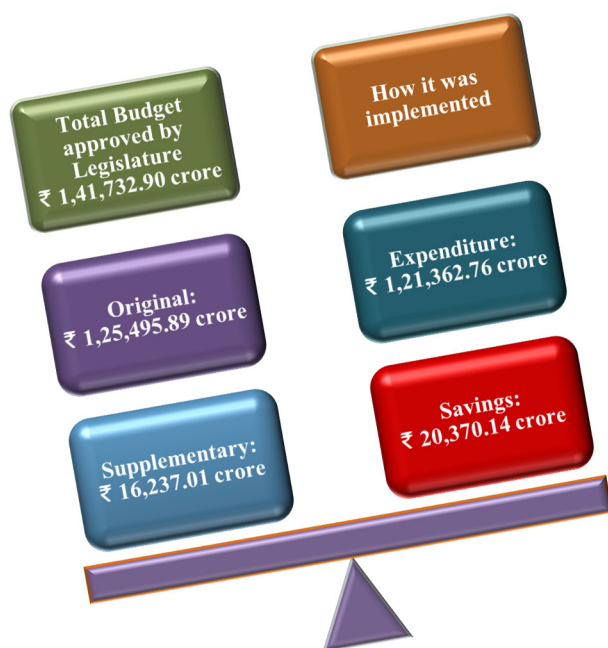 Total Budget
approved by
Legislature
₹ 1,41,732.90 crore
Original:
₹ 1,25,495.89 crore
Supplementary:
₹ 16,237.01 crore
How it was
implemented
Expenditure:
₹ 1,21,362.76 crore
Savings:
₹ 20,370.14 crore